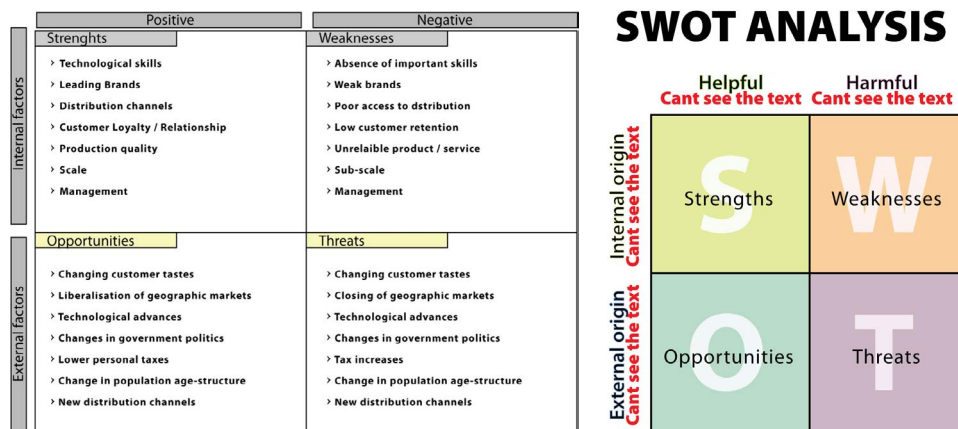 Positive
Negative
Internal factors
Strenghts
› Technological skills
› Leading Brands
› Distribution channels
› Customer Loyalty / Relationship
› Production quality
› Scale
› Management
Weaknesses
› Absence of important skills
› Weak brands
› Poor access to dstribution
› Low customer retention
› Unrelaible product / service
› Sub-scale
› Management
External factors
Opportunities
› Changing customer tastes
› Liberalisation of geographic markets
› Technological advances
› Changes in government politics
› Lower personal taxes
› Change in population age-structure
› New distribution channels
Threats
› Changing customer tastes
› Closing of geographic markets
› Technological advances
› Changes in government politics
› Tax increases
› Change in population age-structure
› New distribution channels
SWOT ANALYSIS
Helpful
Cant see the text
Harmful
Cant see the text
Internal origin
Cant see the text
S
Strengths
W
Weaknesses
External origin
Cant see the text
O
Opportunities
T
Threats